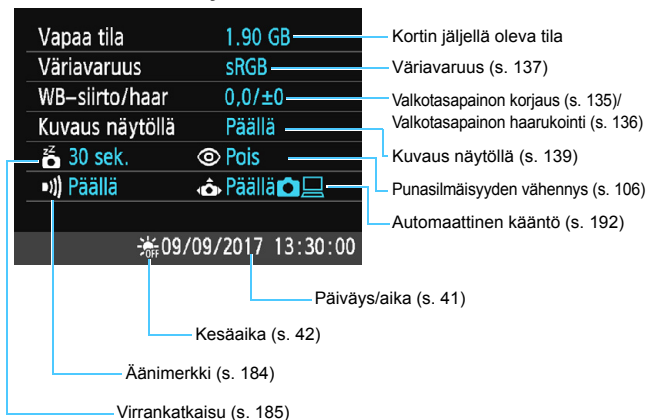 Vapaa tila 1.90 GB
Väriavaruus sRGB
WB–siirto/haar 0,0/±0
Kuvaus näytöllä Päällä
zZ 30 sek. Pois
Päällä Päällä
OFF 09/09/2017 13:30:00
Kortin jäljellä oleva tila
Väriavaruus (s. 137)
Valkotasapainon korjaus (s. 135)/
Valkotasapainon haarukointi (s. 136)
Kuvaus näytöllä (s. 139)
Punasilmäisyyden vähennys (s. 106)
Automaattinen kääntö (s. 192)
Päiväys/aika (s. 41)
Kesäaika (s. 42)
Äänimerkki (s. 184)
Virrankatkaisu (s. 185)